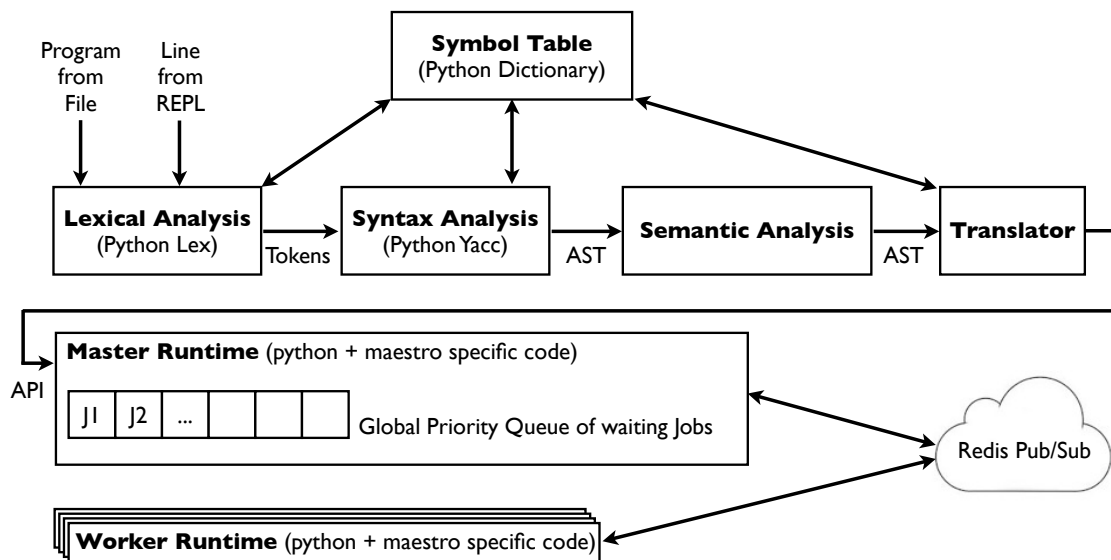 Program
from
File
Line
from
REPL
Symbol Table
(Python Dictionary)
Lexical Analysis
(Python Lex)
Tokens
Syntax Analysis
(Python Yacc)
AST
Semantic Analysis
AST
Translator
API
Master Runtime (python + maestro specific code)
J1 J2 ...
Global Priority Queue of waiting Jobs
Redis Pub/Sub
Worker Runtime (python + maestro specific code)